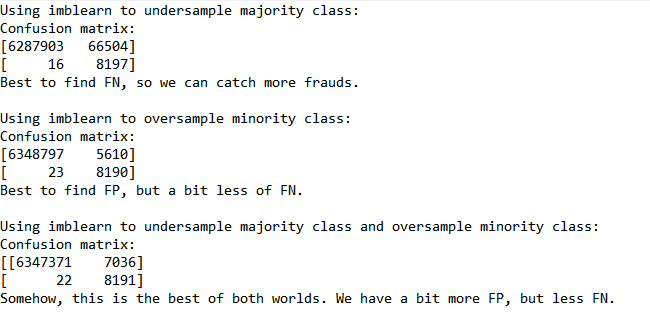 Using imblearn to undersample majority class:
Confusion matrix:
[6287903   66504]
[     16    8197]
Best to find FN, so we can catch more frauds.

Using imblearn to oversample minority class:
Confusion matrix:
[6348797    5610]
[     23    8190]
Best to find FP, but a bit less of FN.

Using imblearn to undersample majority class and oversample minority class:
Confusion matrix:
[[6347371    7036]
[      22    8191]
Somehow, this is the best of both worlds. We have a bit more FP, but less FN.